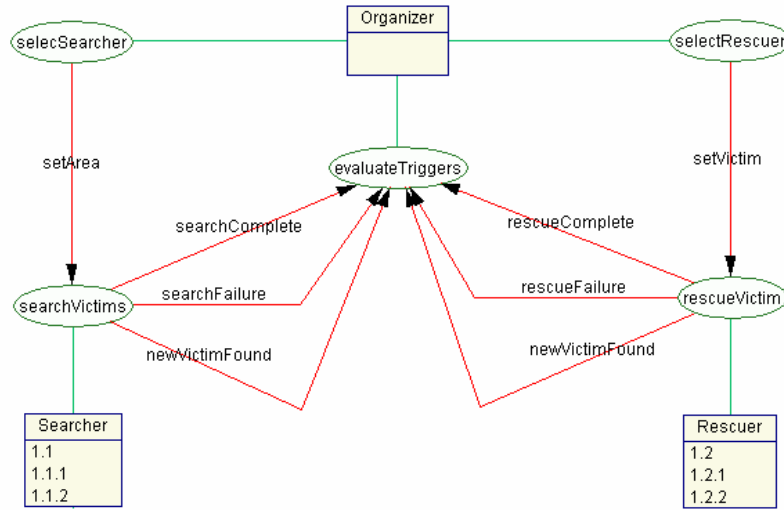 Organizer
selecSearcher
selectRescuer
setArea
evaluateTriggers
setVictim
searchComplete
rescueComplete
searchFailure
rescueFailure
searchVictims
rescueVictim
newVictimFound
newVictimFound
Searcher
1.1
1.1.1
1.1.2
Rescuer
1.2
1.2.1
1.2.2